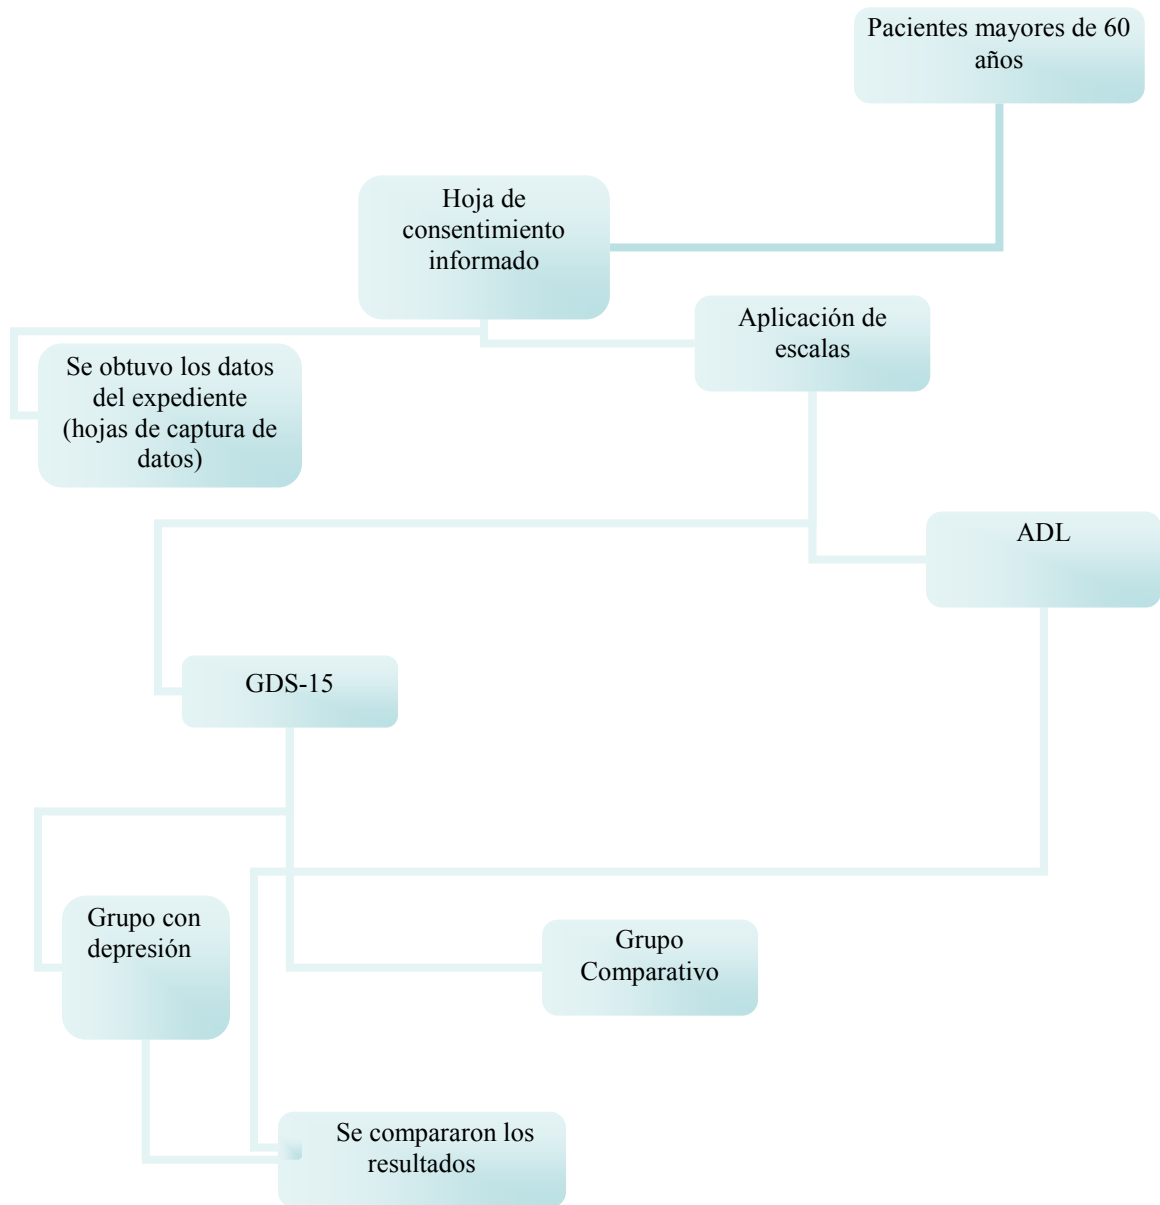 Pacientes mayores de 60
años
Hoja de
consentimiento
informado
Aplicación de
escalas
Se obtuvo los datos
del expediente
(hojas de captura de
datos)
ADL
GDS-15
Grupo con
depresión
Grupo
Comparativo
Se compararon los
resultados